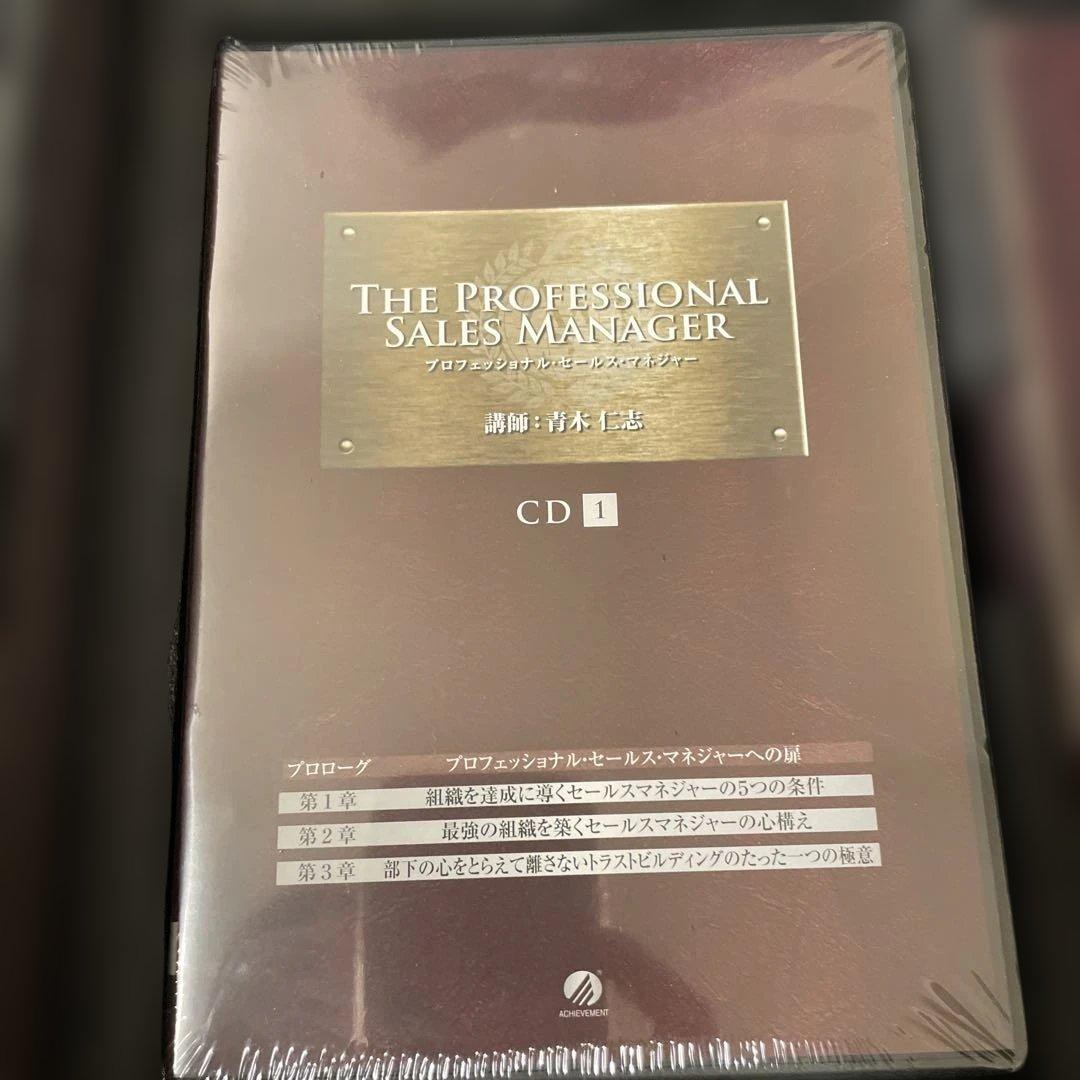 THE PROFESSIONAL
SALES MANAGER
プロフェッショナル・セールス・マネジャー
講師：青木 仁志
CD 1
プロローグ プロフェッショナル・セールス・マネジャーへの扉
第1章 組織を達成に導くセールスマネジャーの5つの条件
第2章 最強の組織を築くセールスマネジャーの心構え
第3章 部下の心をとらえて離さないトラストビルディングのたった一つの極意
ACHIEVEMENT